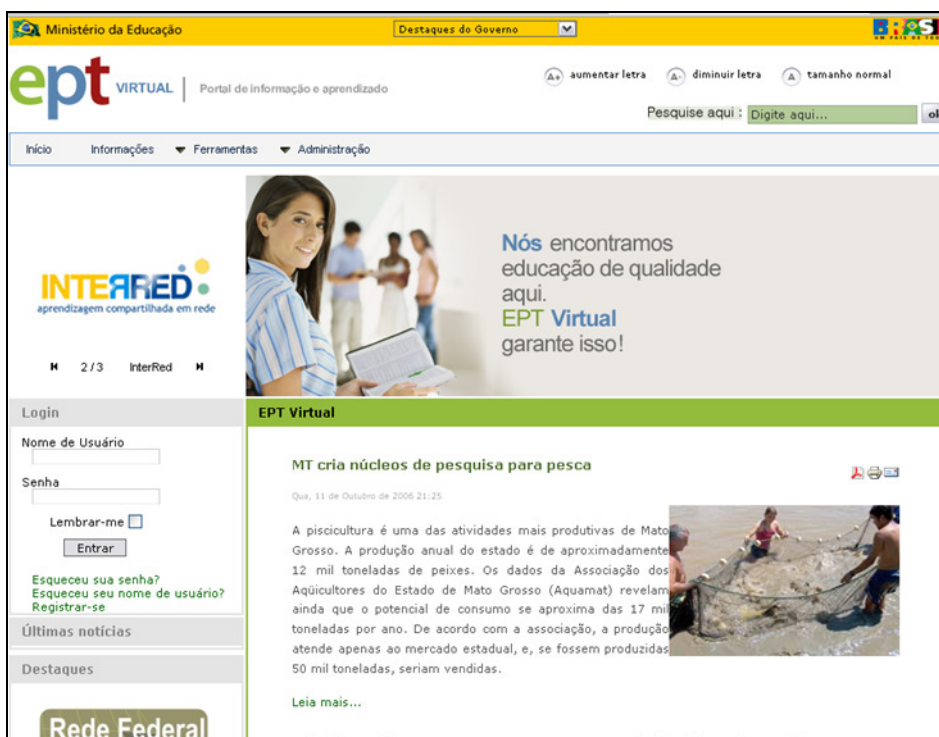 Ministério da Educação
Destaques do Governo
BRAS
UM PAÍS DE TOD
ept VIRTUAL
Portal de informação e aprendizado
A+ aumentar letra
A- diminuir letra
A tamanho normal
Pesquise aqui :
Digite aqui...
Início
Informações
Ferramentas
Administração
INTERRED
aprendizagem compartilhada em rede
2/3
InterRed
Nós encontramos
educação de qualidade
aqui.
EPT Virtual
garante isso!
Login
Nome de Usuário
Senha
Lembrar-me
Entrar
Esqueceu sua senha?
Esqueceu seu nome de usuário?
Registrar-se
Últimas notícias
Destaques
Rede Federal
EPT Virtual
MT cria núcleos de pesquisa para pesca
Qua, 11 de Outubro de 2006 21:25
A piscicultura é uma das atividades mais produtivas de Mato
Grosso. A produção anual do estado é de aproximadamente
12 mil toneladas de peixes. Os dados da Associação dos
Aqüicultores do Estado de Mato Grosso (Aquamat) revelam
ainda que o potencial de consumo se aproxima das 17 mil
toneladas por ano. De acordo com a associação, a produção
atende apenas ao mercado estadual, e, se fossem produzidas
50 mil toneladas, seriam vendidas.
Leia mais...